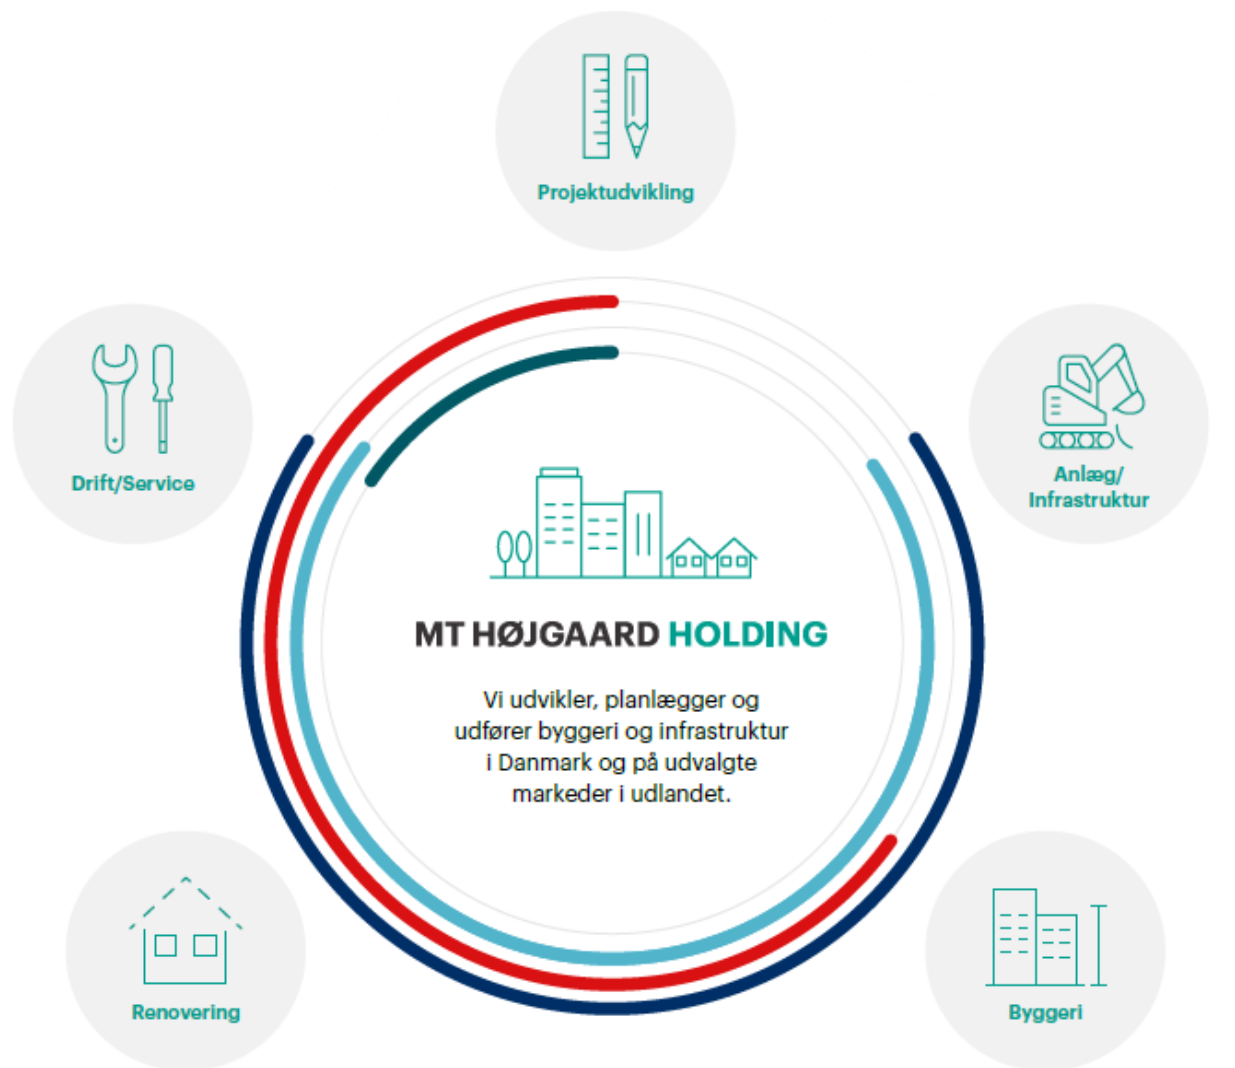 Projektudvikling
Drift/Service
Anlæg/
Infrastruktur
MT HØJGAARD HOLDING
Vi udvikler, planlægger og
udfører byggeri og infrastruktur
i Danmark og på udvalgte
markeder i udlandet.
Renovering
Byggeri